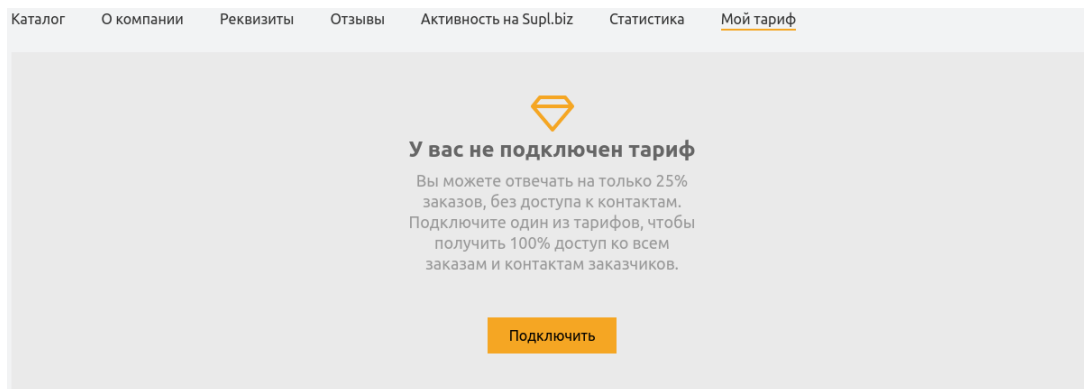 Каталог О компании Реквизиты Отзывы Активность на Supl.biz Статистика Мой тариф
У вас не подключен тариф
Вы можете отвечать на только 25%
заказов, без доступа к контактам.
Подключите один из тарифов, чтобы
получить 100% доступ ко всем
заказам и контактам заказчиков.
Подключить